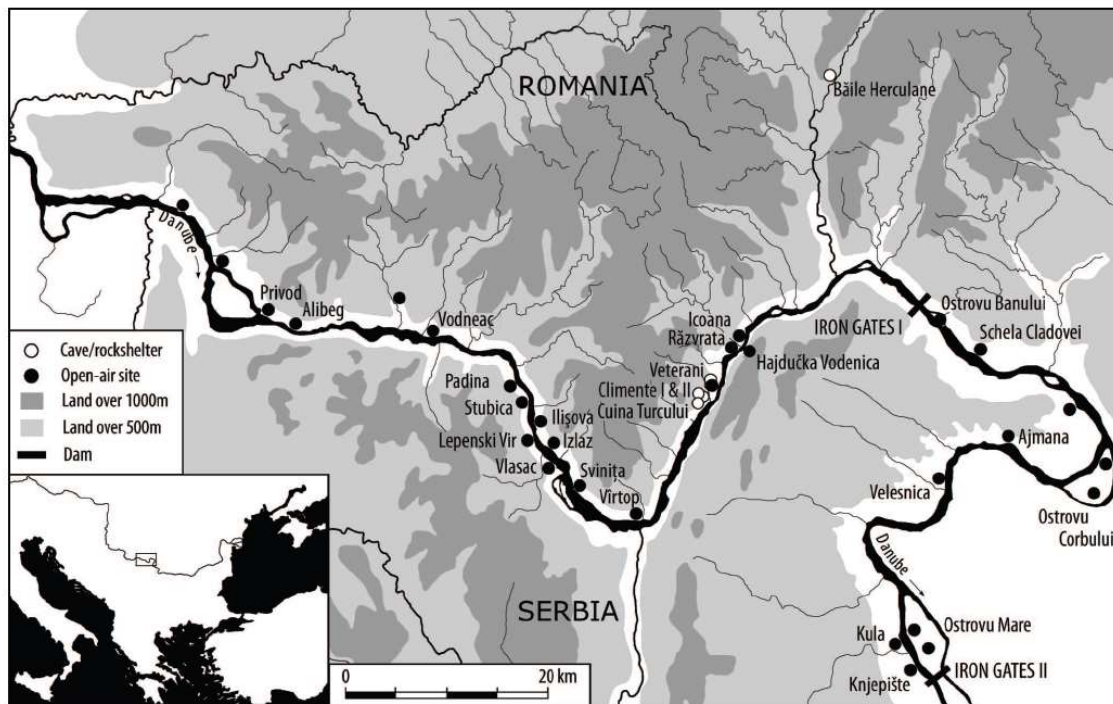 ROMANIA
Băile Herculane
Danube
Privod
Alibeg
Vodneac
Icoana
Răzvrata
IRON GATES I
Ostrovu Banului
Schela Cladovei
Hajdučka Vodenica
Cave/rockshelter
Open-air site
Land over 1000m
Land over 500m
Dam
Padina
Stubica
Veterani
Climente I & II
Cuina Turcului
Ilişova
Lepenski Vir
Izlaz
Vlasac
Svinita
Vîrtop
Ajmana
Velesnica
Ostrovu
Corbului
Danube
SERBIA
Kula
Ostrovu Mare
Knjepište
IRON GATES II
0
20 km